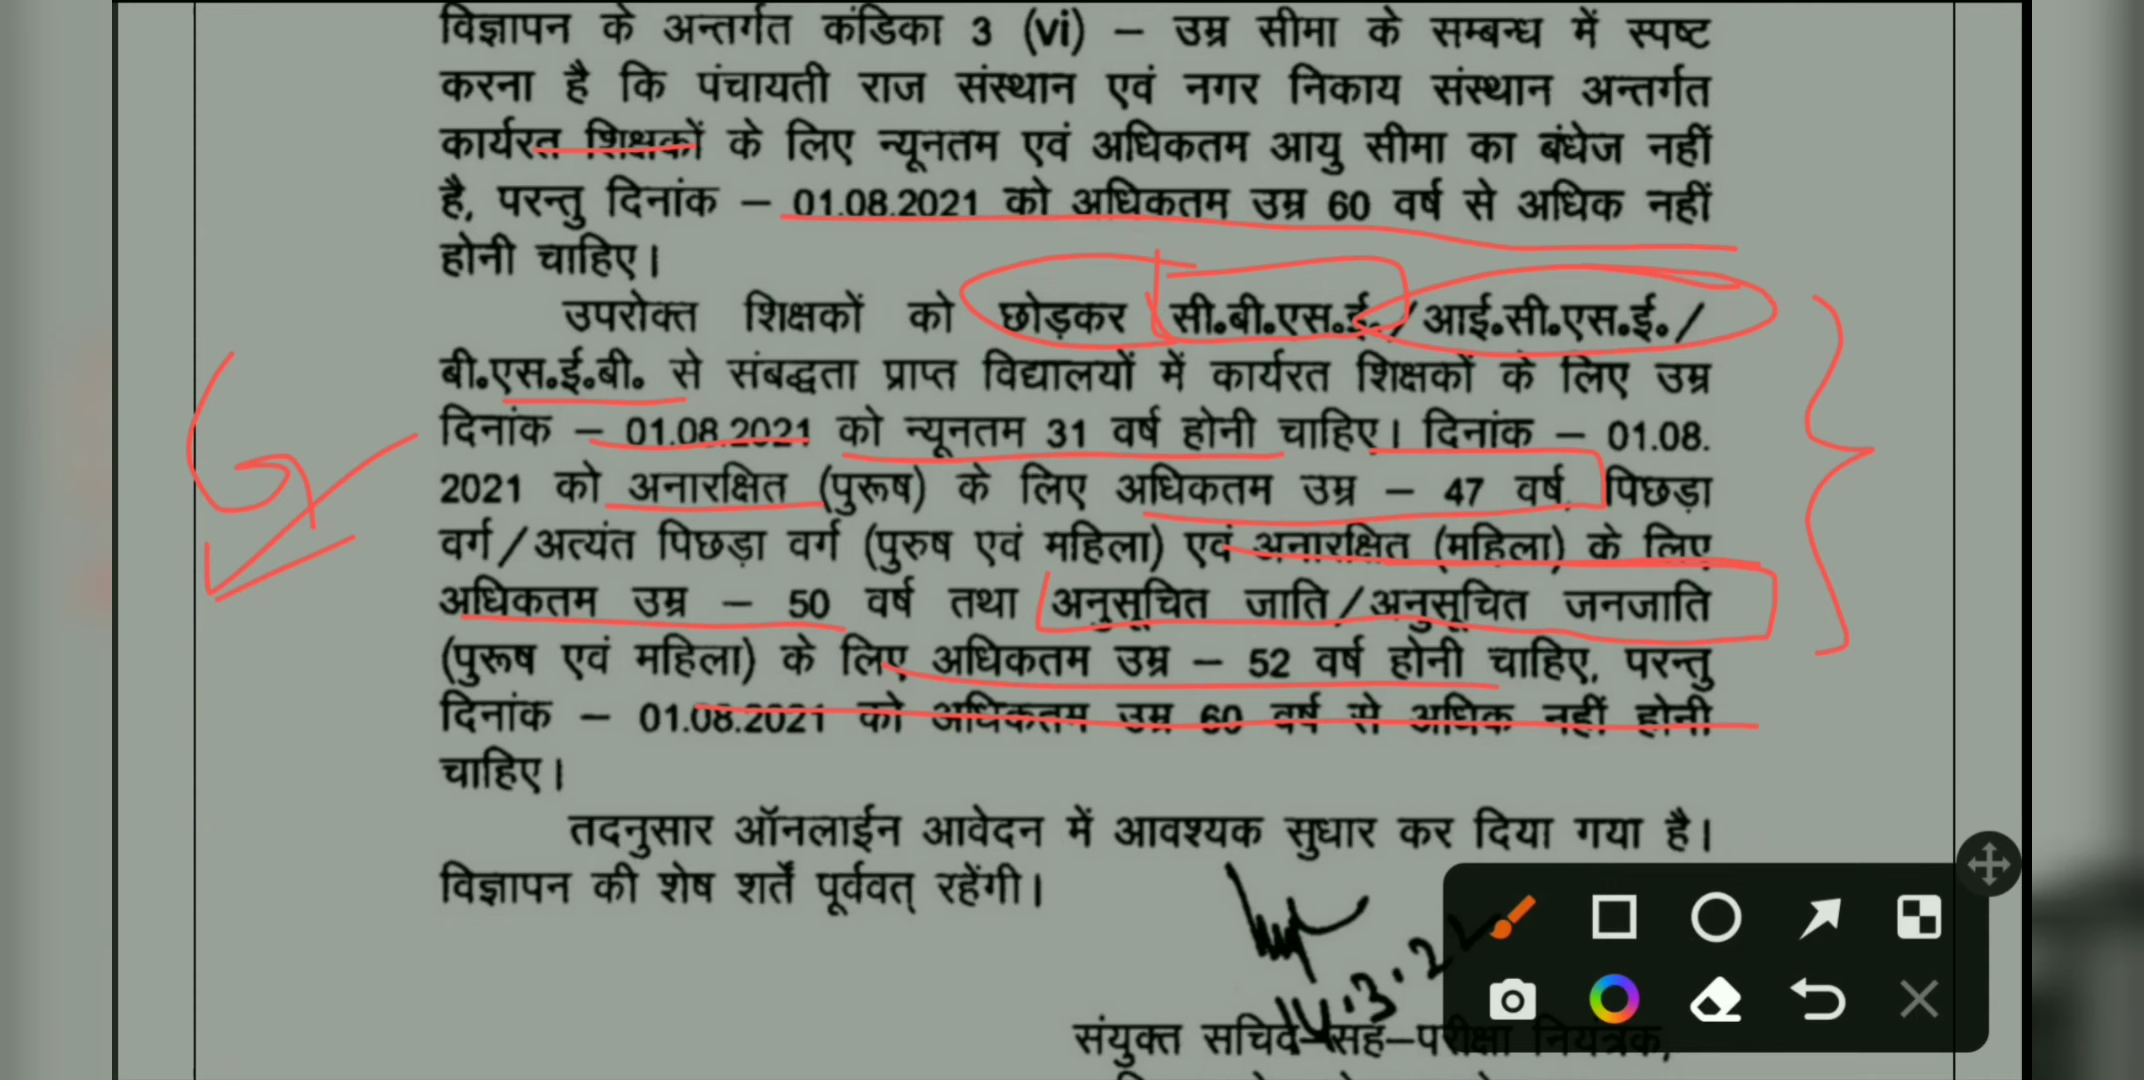 विज्ञापन के अन्तर्गत कंडिका 3 (vi) – उम्र सीमा के सम्बन्ध में स्पष्ट
करना है कि पंचायती राज संस्थान एवं नगर निकाय संस्थान अन्तर्गत
कार्यरत शिक्षकों के लिए न्यूनतम एवं अधिकतम आयु सीमा का बंधेज नहीं
है, परन्तु दिनांक – 01.08.2021 को अधिकतम उम्र 60 वर्ष से अधिक नहीं
होनी चाहिए।
उपरोक्त शिक्षकों को छोड़कर सी.बी.एस.ई./आई.सी.एस.ई./
बी.एस.ई.बी. से संबद्धता प्राप्त विद्यालयों में कार्यरत शिक्षकों के लिए उम्र
दिनांक – 01.08.2021 को न्यूनतम 31 वर्ष होनी चाहिए। दिनांक – 01.08.
2021 को अनारक्षित (पुरूष) के लिए अधिकतम उम्र – 47 वर्ष, पिछड़ा
वर्ग/अत्यंत पिछड़ा वर्ग (पुरुष एवं महिला) एवं अनारक्षित (महिला) के लिए
अधिकतम उम्र – 50 वर्ष तथा अनुसूचित जाति/अनुसूचित जनजाति
(पुरूष एवं महिला) के लिए अधिकतम उम्र – 52 वर्ष होनी चाहिए, परन्तु
दिनांक – 01.08.2021 को अधिकतम उम्र 60 वर्ष से अधिक नहीं होनी
चाहिए।
तदनुसार ऑनलाईन आवेदन में आवश्यक सुधार कर दिया गया है।
विज्ञापन की शेष शर्तें पूर्ववत् रहेंगी।
14.3.22
संयुक्त सचिव–सह–परीक्षा नियंत्रक,